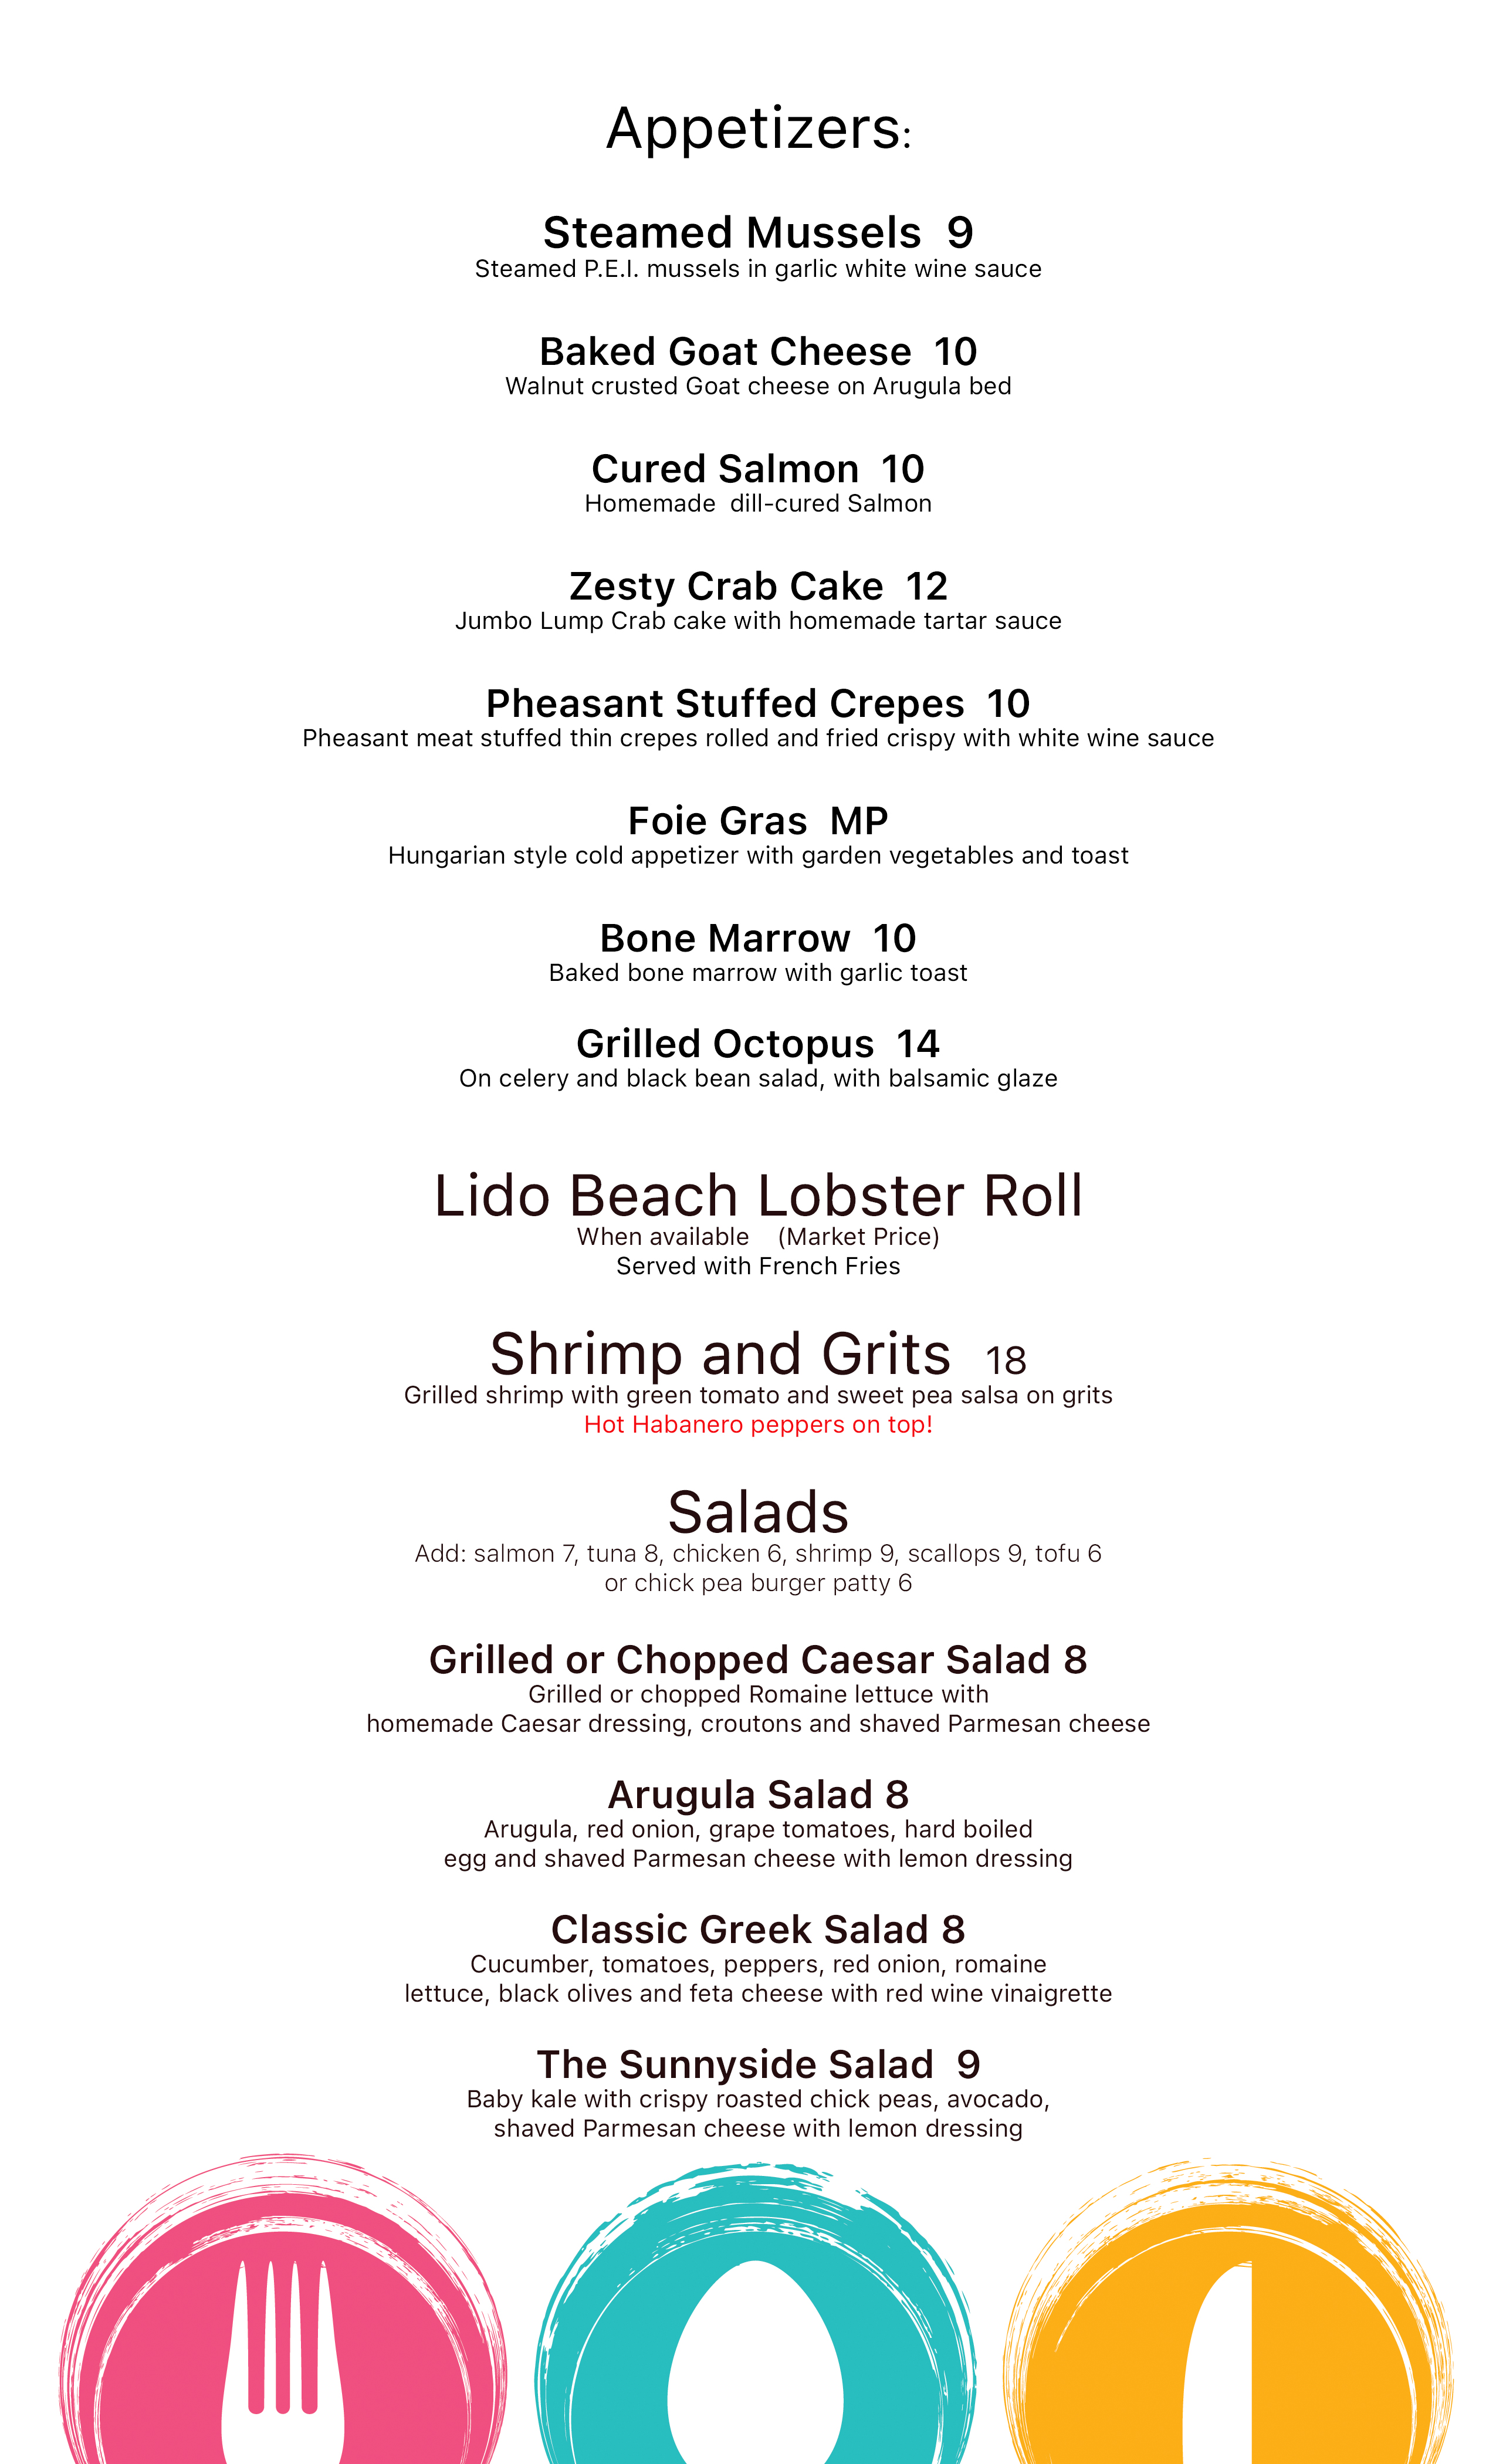 Appetizers:
Steamed Mussels  9
Steamed P.E.I. mussels in garlic white wine sauce
Baked Goat Cheese  10
Walnut crusted Goat cheese on Arugula bed
Cured Salmon  10
Homemade  dill-cured Salmon
Zesty Crab Cake  12
Jumbo Lump Crab cake with homemade tartar sauce
Pheasant Stuffed Crepes  10
Pheasant meat stuffed thin crepes rolled and fried crispy with white wine sauce
Foie Gras  MP
Hungarian style cold appetizer with garden vegetables and toast
Bone Marrow  10
Baked bone marrow with garlic toast
Grilled Octopus  14
On celery and black bean salad, with balsamic glaze
Lido Beach Lobster Roll
When available    (Market Price)
Served with French Fries
Shrimp and Grits  18
Grilled shrimp with green tomato and sweet pea salsa on grits
Hot Habanero peppers on top!
Salads
Add: salmon 7, tuna 8, chicken 6, shrimp 9, scallops 9, tofu 6
or chick pea burger patty 6
Grilled or Chopped Caesar Salad 8
Grilled or chopped Romaine lettuce with
homemade Caesar dressing, croutons and shaved Parmesan cheese
Arugula Salad 8
Arugula, red onion, grape tomatoes, hard boiled
egg and shaved Parmesan cheese with lemon dressing
Classic Greek Salad 8
Cucumber, tomatoes, peppers, red onion, romaine
lettuce, black olives and feta cheese with red wine vinaigrette
The Sunnyside Salad  9
Baby kale with crispy roasted chick peas, avocado,
shaved Parmesan cheese with lemon dressing